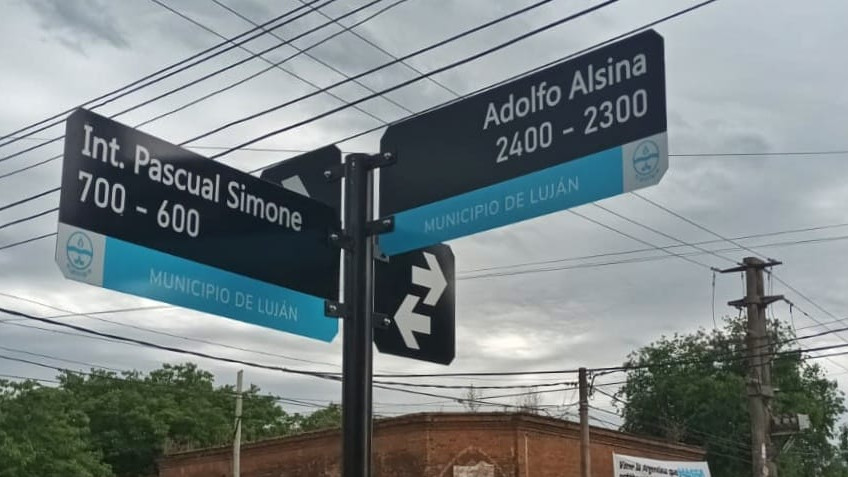 Int. Pascual Simone
700 - 600
MUNICIPIO DE LUJÁN
Adolfo Alsina
2400 - 2300
MUNICIPIO DE LUJÁN